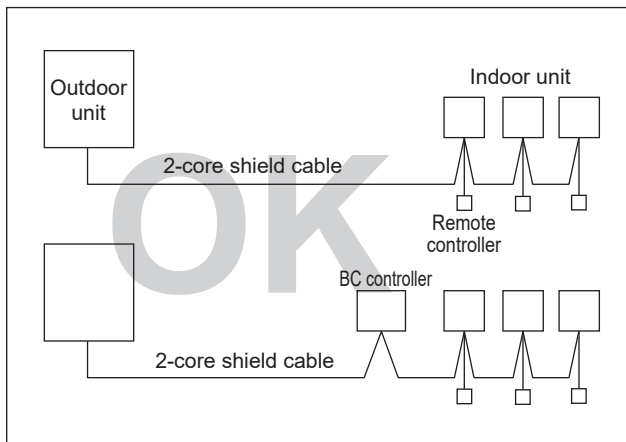 Outdoor
unit
Indoor unit
2-core shield cable
OK
Remote
controller
BC controller
2-core shield cable